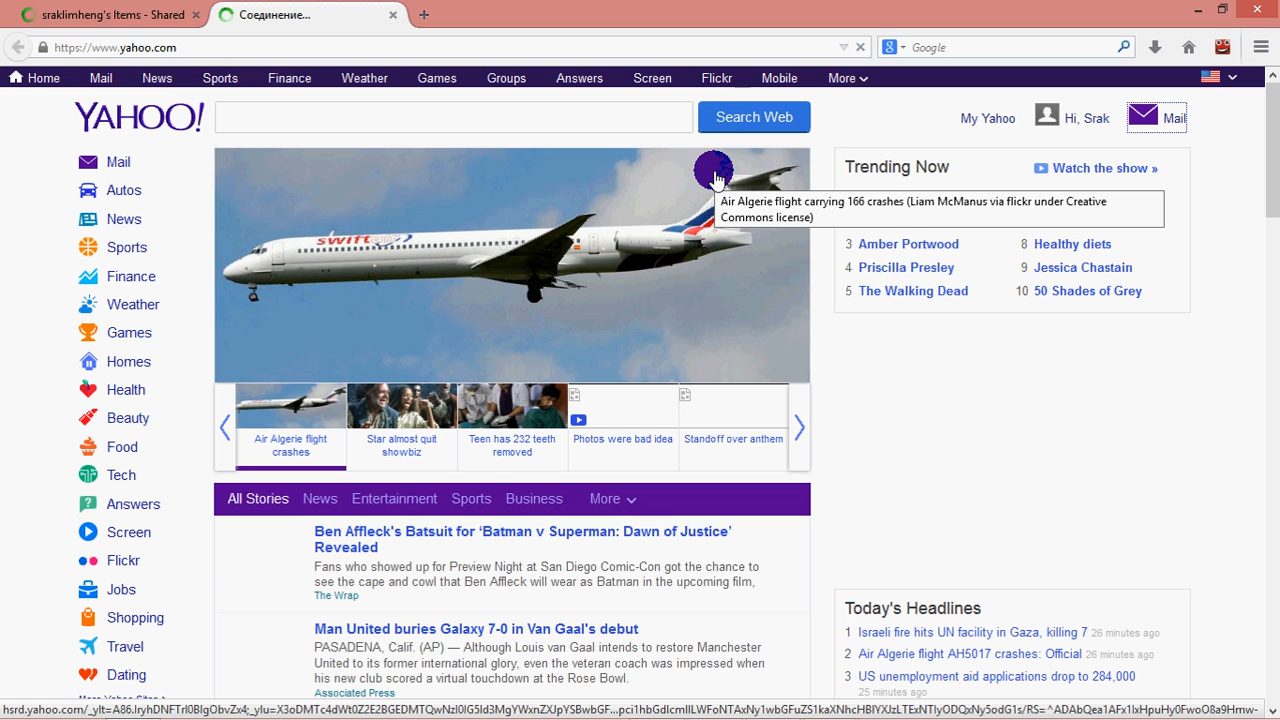 sraklimheng's Items - Shared
Соединение...
https://www.yahoo.com
Google
Home Mail News Sports Finance Weather Games Groups Answers Screen Flickr Mobile More
YAHOO!
Search Web
My Yahoo
Hi, Srak
Mail
Mail
Autos
News
Sports
Finance
Weather
Games
Homes
Health
Beauty
Food
Tech
Answers
Screen
Flickr
Jobs
Shopping
Travel
Dating
swiftair
Air Algerie flight carrying 166 crashes (Liam McManus via flickr under Creative
Commons license)
Air Algerie flight
crashes
Star almost quit
showbiz
Teen has 232 teeth
removed
Photos were bad idea
Standoff over anthem
All Stories News Entertainment Sports Business More
Ben Affleck's Batsuit for ‘Batman v Superman: Dawn of Justice’
Revealed
Fans who showed up for Preview Night at San Diego Comic-Con got the chance to
see the cape and cowl that Ben Affleck will wear as Batman in the upcoming film,
The Wrap
Man United buries Galaxy 7-0 in Van Gaal's debut
PASADENA, Calif. (AP) — Although Louis van Gaal intends to restore Manchester
United to its former international glory, even the veteran coach was impressed when
his new club scored a virtual touchdown at the Rose Bowl.
Associated Press
Trending Now
Watch the show »
3 Amber Portwood
4 Priscilla Presley
5 The Walking Dead
8 Healthy diets
9 Jessica Chastain
10 50 Shades of Grey
Today's Headlines
1 Israeli fire hits UN facility in Gaza, killing 7 26 minutes ago
2 Air Algerie flight AH5017 crashes: Official 26 minutes ago
3 US unemployment aid applications drop to 284,000
25 minutes ago